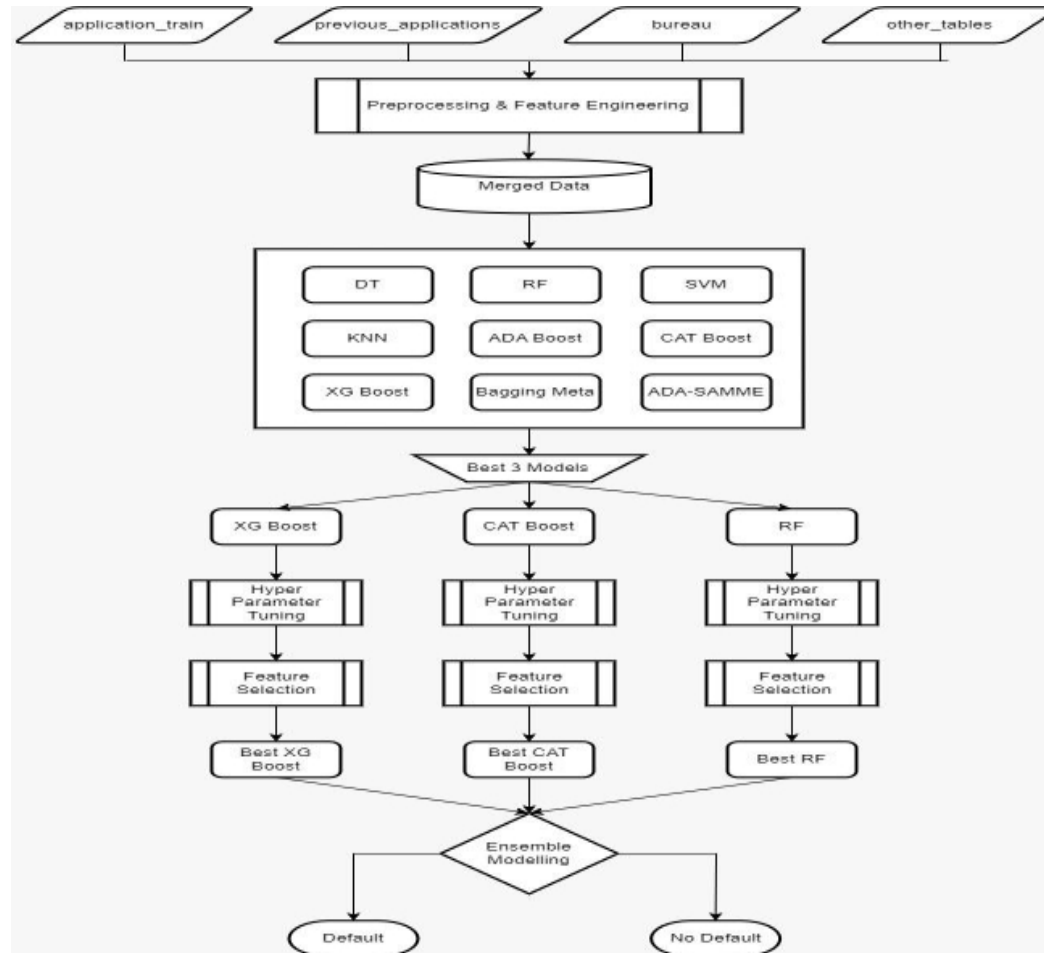 application_train
previous_applications
bureau
other_tables
Preprocessing & Feature Engineering
Merged Data
DT
RF
SVM
KNN
ADA Boost
CAT Boost
XG Boost
Bagging Meta
ADA-SAMME
Best 3 Models
XG Boost
CAT Boost
RF
Hyper
Parameter
Tuning
Hyper
Parameter
Tuning
Hyper
Parameter
Tuning
Feature
Selection
Feature
Selection
Feature
Selection
Best XG
Boost
Best CAT
Boost
Best RF
Ensemble
Modelling
Default
No Default